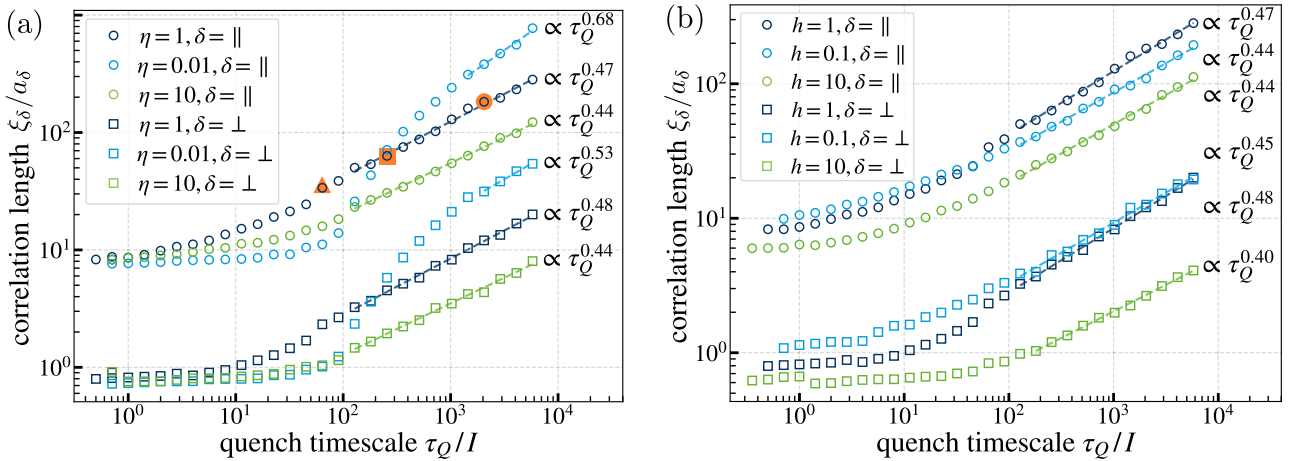 (a)
η = 1, δ = ∥
η = 0.01, δ = ∥
η = 10, δ = ∥
η = 1, δ = ⊥
η = 0.01, δ = ⊥
η = 10, δ = ⊥
∝ τ_Q^0.68
∝ τ_Q^0.47
∝ τ_Q^0.44
∝ τ_Q^0.53
∝ τ_Q^0.48
∝ τ_Q^0.44
correlation length ξ_δ/a_δ
10^2
10^1
10^0
10^0 10^1 10^2 10^3 10^4
quench timescale τ_Q/I
(b)
h = 1, δ = ∥
h = 0.1, δ = ∥
h = 10, δ = ∥
h = 1, δ = ⊥
h = 0.1, δ = ⊥
h = 10, δ = ⊥
∝ τ_Q^0.47
∝ τ_Q^0.44
∝ τ_Q^0.44
∝ τ_Q^0.45
∝ τ_Q^0.48
∝ τ_Q^0.40
correlation length ξ_δ/a_δ
10^2
10^1
10^0
10^0 10^1 10^2 10^3 10^4
quench timescale τ_Q/I